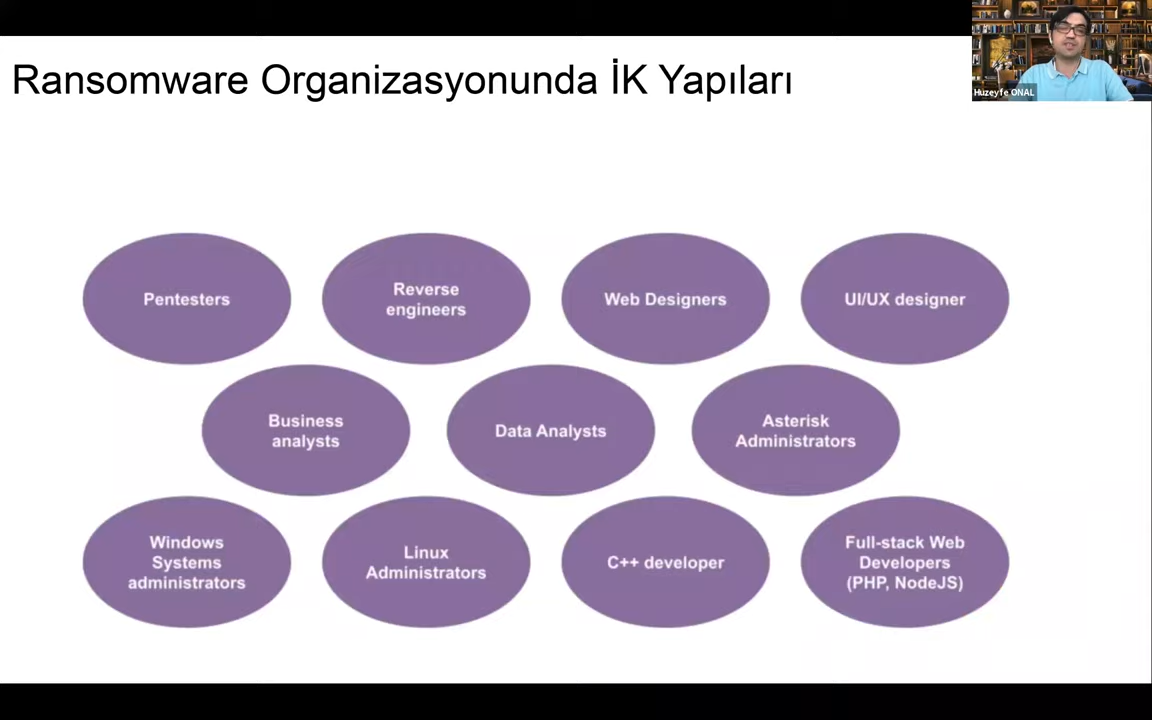 Ransomware Organizasyonunda İK Yapıları
Huzeyfe ONAL
Pentesters
Reverse
engineers
Web Designers
UI/UX designer
Business
analysts
Data Analysts
Asterisk
Administrators
Windows
Systems
administrators
Linux
Administrators
C++ developer
Full-stack Web
Developers
(PHP, NodeJS)